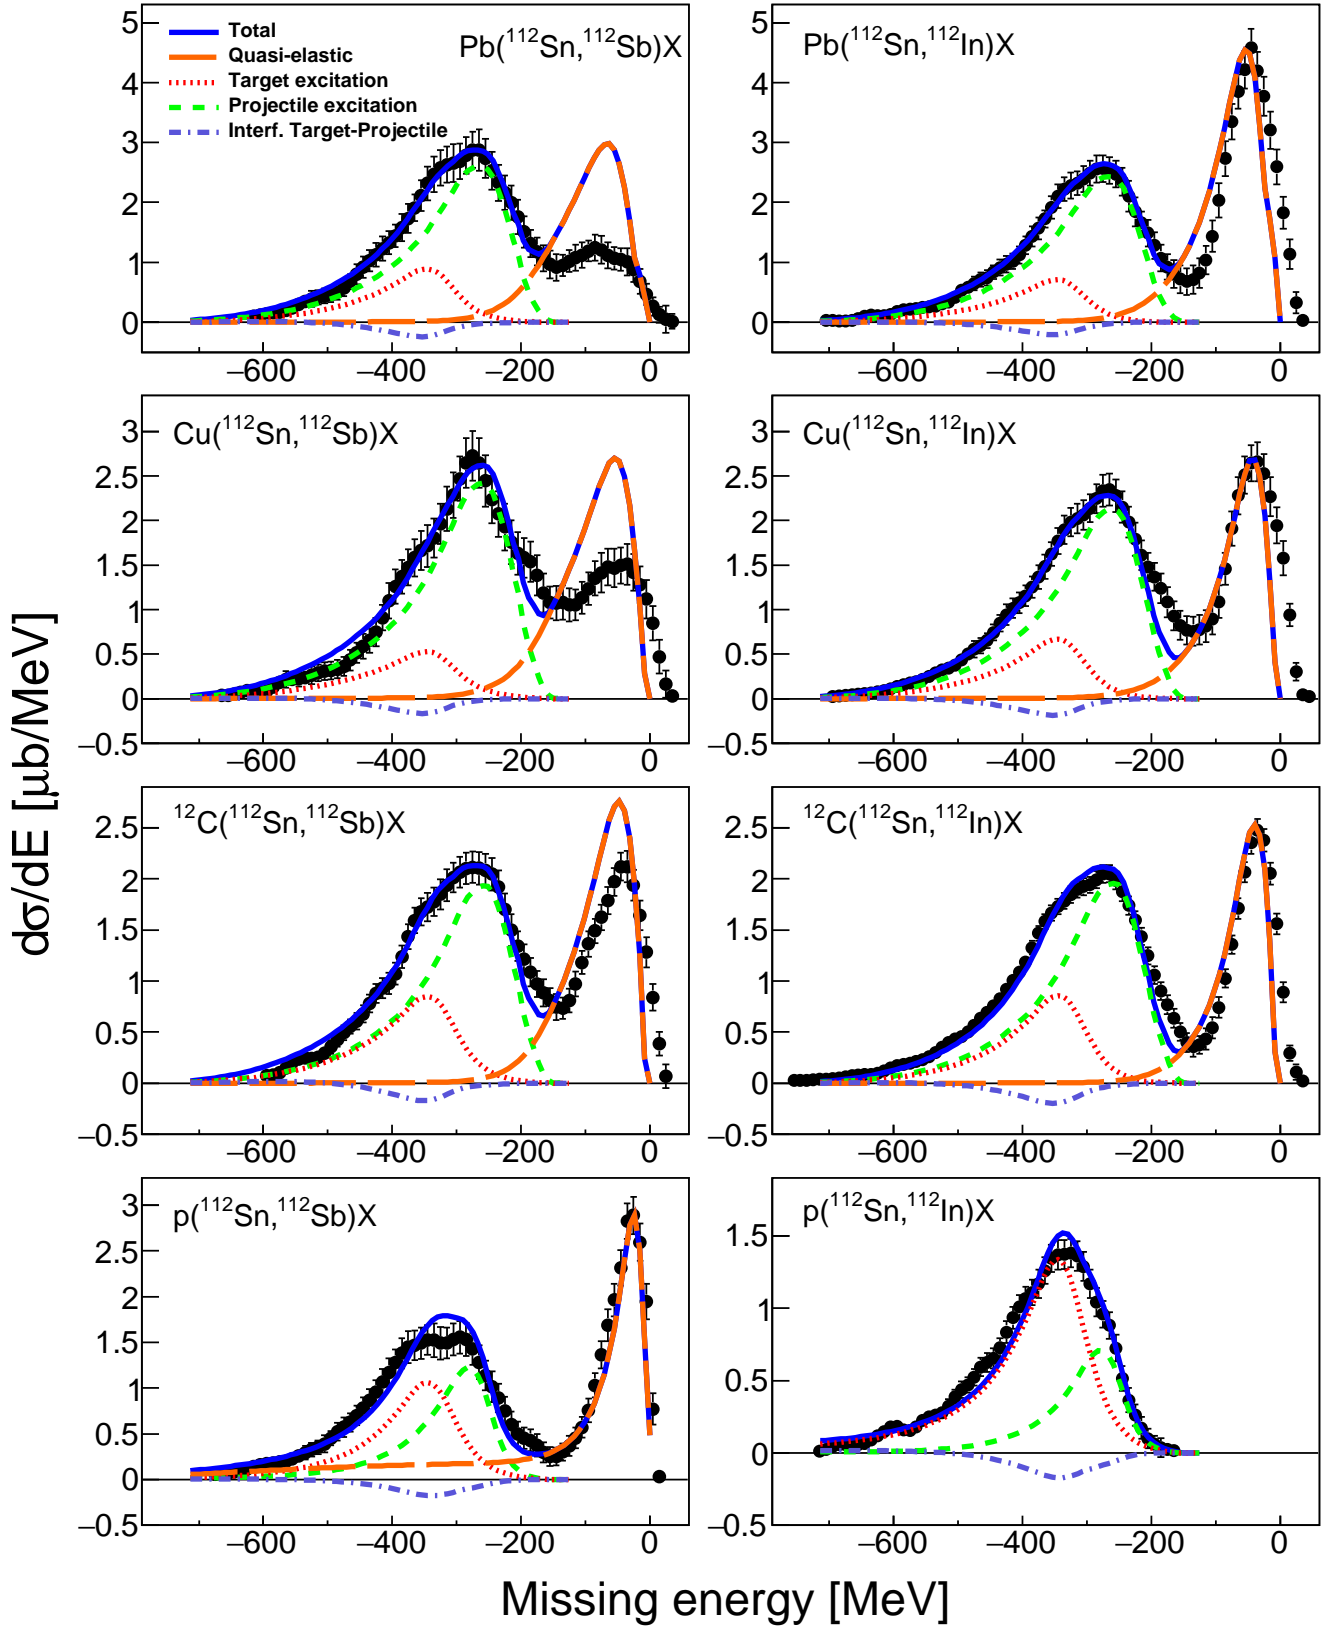 Total
Quasi-elastic
Target excitation
Projectile excitation
Interf. Target-Projectile
Pb(¹¹²Sn,¹¹²Sb)X
5
4
3
2
1
0
−600 −400 −200 0
Pb(¹¹²Sn,¹¹²In)X
5
4
3
2
1
0
−600 −400 −200 0
Cu(¹¹²Sn,¹¹²Sb)X
3
2.5
2
1.5
1
0.5
0
−0.5
−600 −400 −200 0
Cu(¹¹²Sn,¹¹²In)X
3
2.5
2
1.5
1
0.5
0
−0.5
−600 −400 −200 0
¹²C(¹¹²Sn,¹¹²Sb)X
2.5
2
1.5
1
0.5
0
−0.5
−600 −400 −200 0
¹²C(¹¹²Sn,¹¹²In)X
2.5
2
1.5
1
0.5
0
−0.5
−600 −400 −200 0
p(¹¹²Sn,¹¹²Sb)X
3
2.5
2
1.5
1
0.5
0
−0.5
−600 −400 −200 0
p(¹¹²Sn,¹¹²In)X
1.5
1
0.5
0
−0.5
−600 −400 −200 0
dσ/dE [μb/MeV]
Missing energy [MeV]